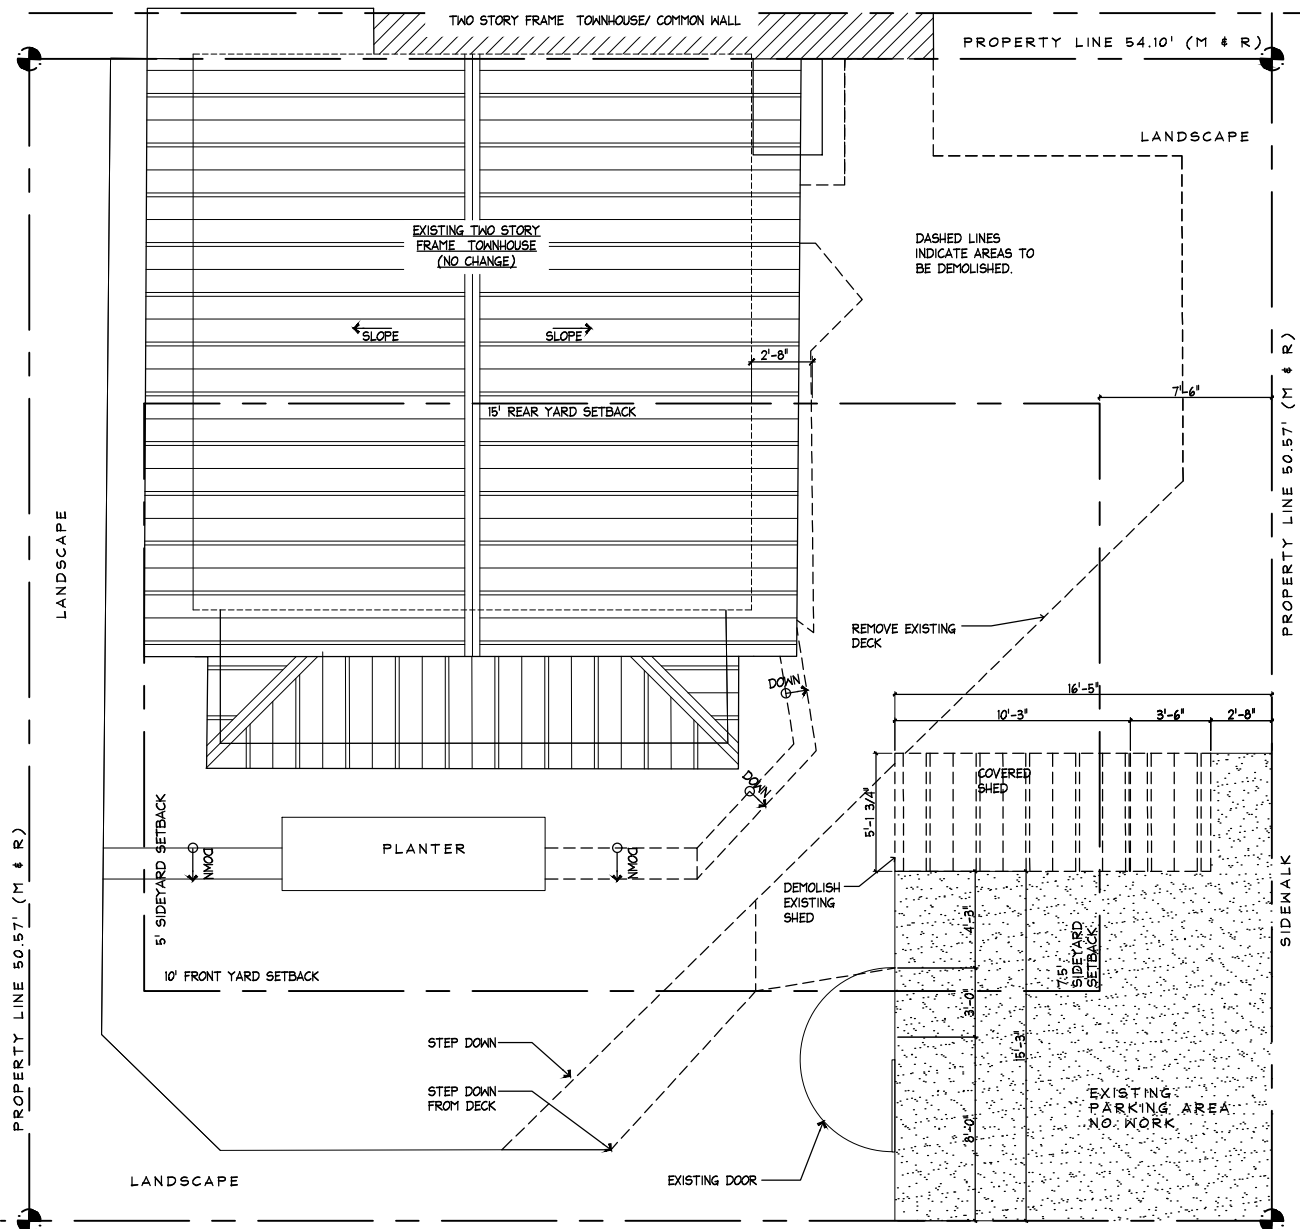 TWO STORY FRAME TOWNHOUSE/ COMMON WALL
PROPERTY LINE 54.10' (M & R)
LANDSCAPE
EXISTING TWO STORY
FRAME TOWNHOUSE
(NO CHANGE)
DASHED LINES
INDICATE AREAS TO
BE DEMOLISHED.
SLOPE
SLOPE
2'-8"
7'-6"
15' REAR YARD SETBACK
PROPERTY LINE 50.57' (M & R)
LANDSCAPE
REMOVE EXISTING
DECK
DOWN
16'-5"
10'-3"
3'-6"
2'-8"
COVERED
SHED
DOWN
5'-1 3/4"
5' SIDEYARD SETBACK
PLANTER
DOWN
DOWN
PROPERTY LINE 50.57' (M & R)
DEMOLISH
EXISTING
SHED
SIDEWALK
4'-3"
7.5'
SIDEYARD
SETBACK
10' FRONT YARD SETBACK
3'-0"
15'-3"
STEP DOWN
STEP DOWN
FROM DECK
EXISTING
PARKING AREA
NO WORK
8'-0"
EXISTING DOOR
LANDSCAPE